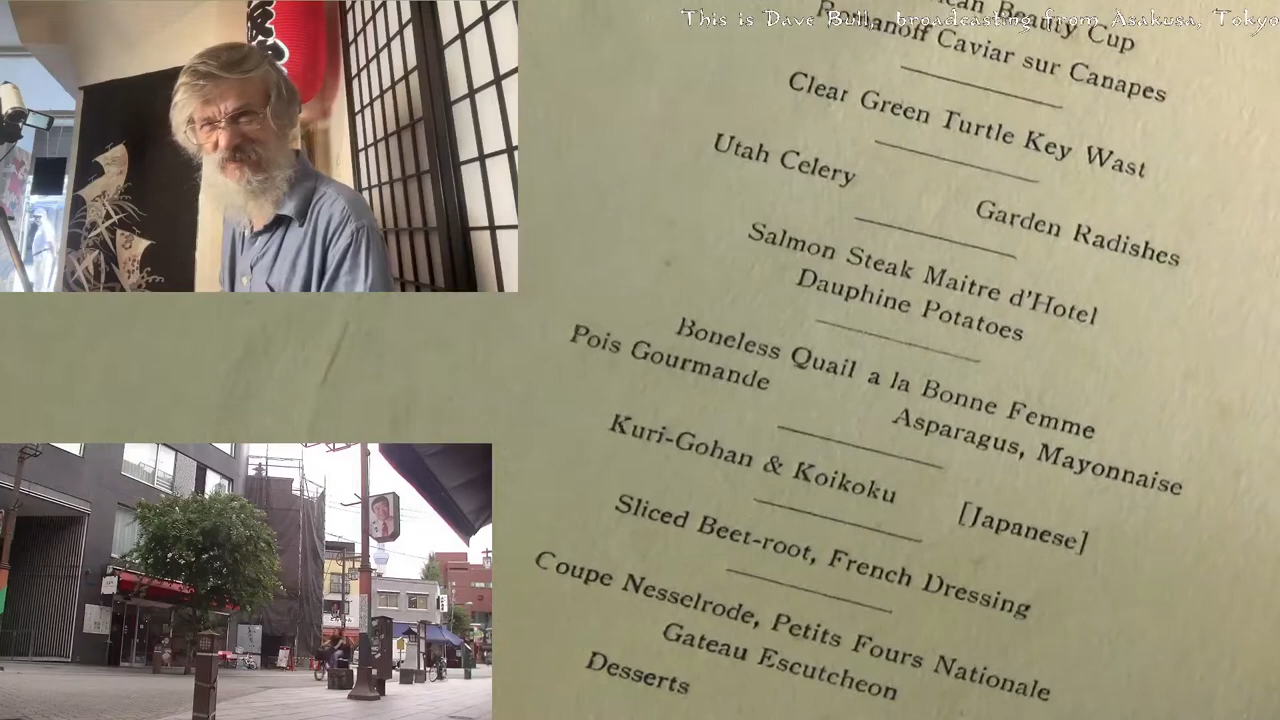 This is Dave Bull, broadcasting from Asakusa, Tokyo
Beauty Cup
Caviar sur Canapes
Clear Green Turtle Key Wast
Utah Celery
Garden Radishes
Salmon Steak Maitre d'Hotel
Dauphine Potatoes
Boneless Quail a la Bonne Femme
Pois Gourmande
Asparagus, Mayonnaise
Kuri-Gohan & Koikoku [Japanese]
Sliced Beet-root, French Dressing
Coupe Nesselrode, Petits Fours Nationale
Gateau Escutcheon
Desserts